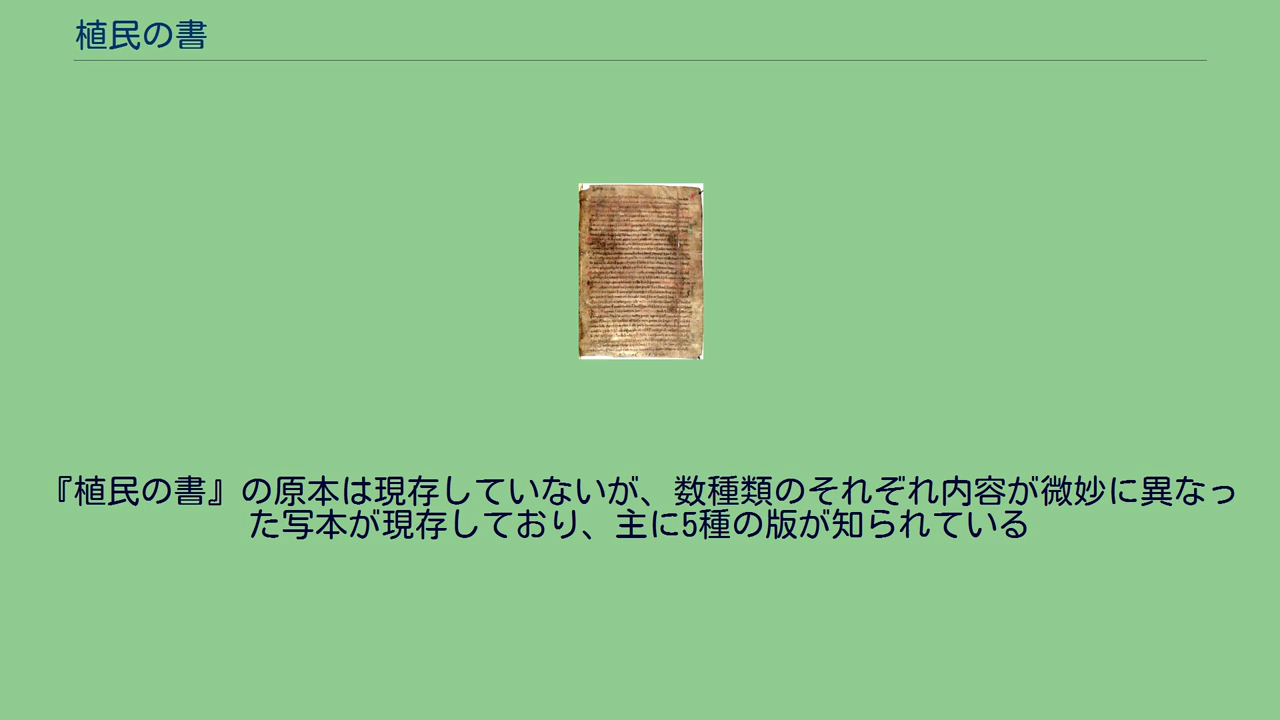 植民の書
『植民の書』の原本は現存していないが、数種類のそれぞれ内容が微妙に異なっ
た写本が現存しており、主に5種の版が知られている